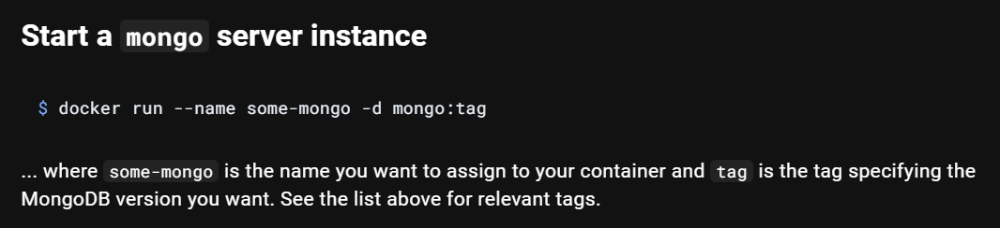 Start a mongo server instance
$ docker run --name some-mongo -d mongo:tag
... where some-mongo is the name you want to assign to your container and tag is the tag specifying the
MongoDB version you want. See the list above for relevant tags.